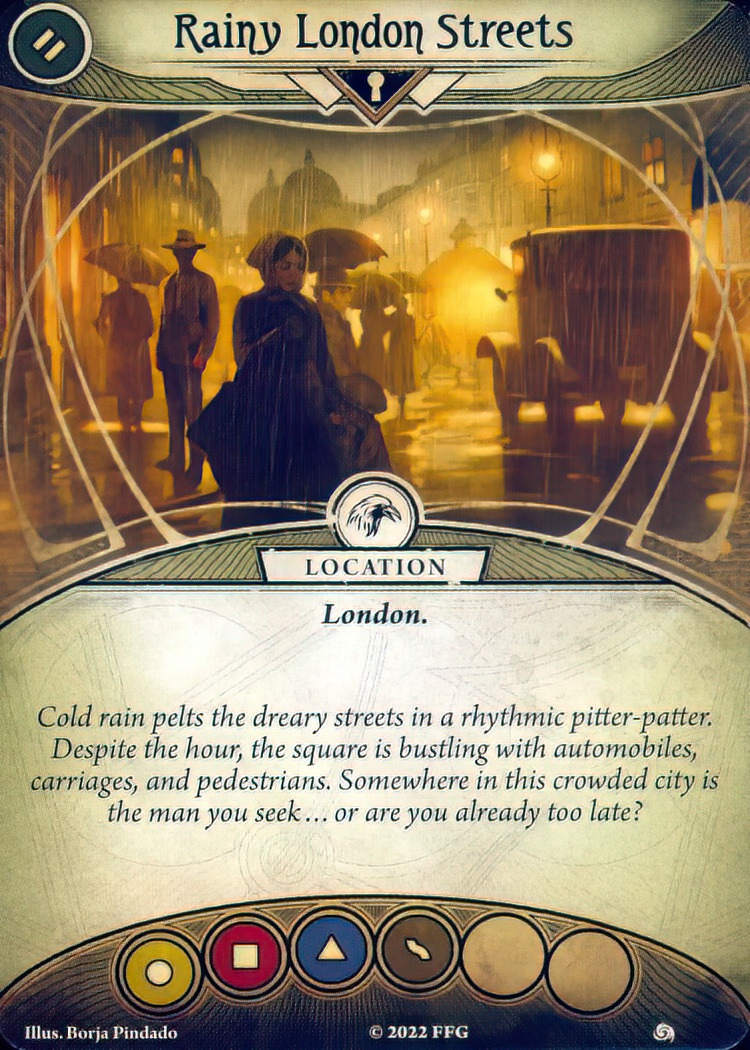 Rainy London Streets
LOCATION
London.
Cold rain pelts the dreary streets in a rhythmic pitter-patter.
Despite the hour, the square is bustling with automobiles,
carriages, and pedestrians. Somewhere in this crowded city is
the man you seek… or are you already too late?
Illus. Borja Pindado
© 2022 FFG